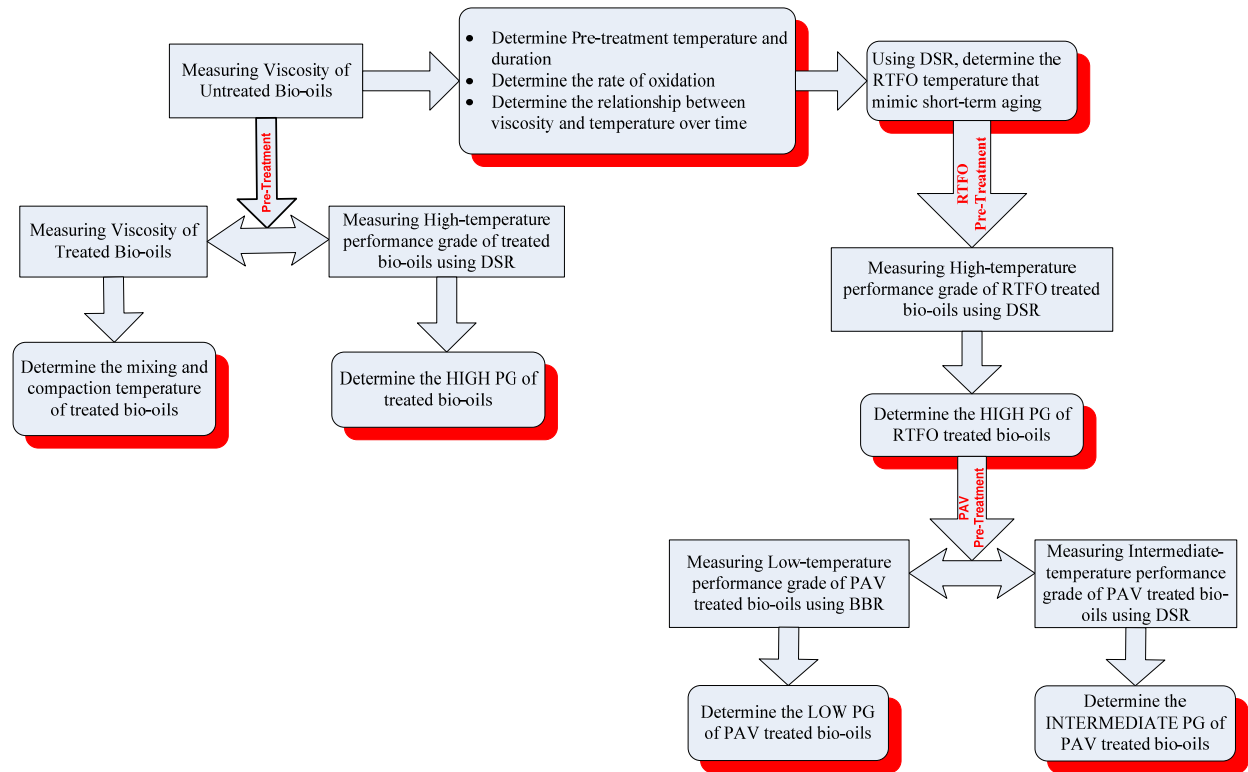 Measuring Viscosity of
Untreated Bio-oils
• Determine Pre-treatment temperature and
duration
• Determine the rate of oxidation
• Determine the relationship between
viscosity and temperature over time
Using DSR, determine the
RTFO temperature that
mimic short-term aging
Pre-Treatment
RTFO
Pre-Treatment
Measuring Viscosity of
Treated Bio-oils
Measuring High-temperature
performance grade of treated
bio-oils using DSR
Measuring High-temperature
performance grade of RTFO treated
bio-oils using DSR
Determine the mixing and
compaction temperature
of treated bio-oils
Determine the HIGH PG of
treated bio-oils
Determine the HIGH PG of
RTFO treated bio-oils
PAV
Pre-Treatment
Measuring Low-temperature
performance grade of PAV
treated bio-oils using BBR
Measuring Intermediate-
temperature performance
grade of PAV treated bio-
oils using DSR
Determine the LOW PG
of PAV treated bio-oils
Determine the
INTERMEDIATE PG of
PAV treated bio-oils